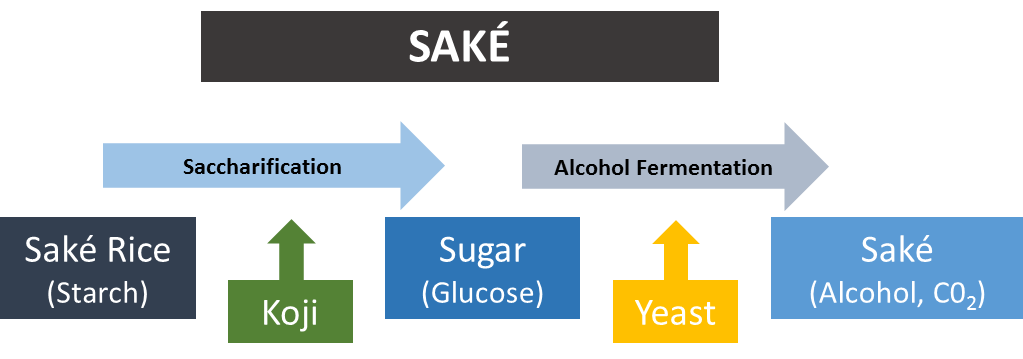 SAKÉ
Saccharification
Alcohol Fermentation
Saké Rice
(Starch)
Koji
Sugar
(Glucose)
Yeast
Saké
(Alcohol, C0₂)